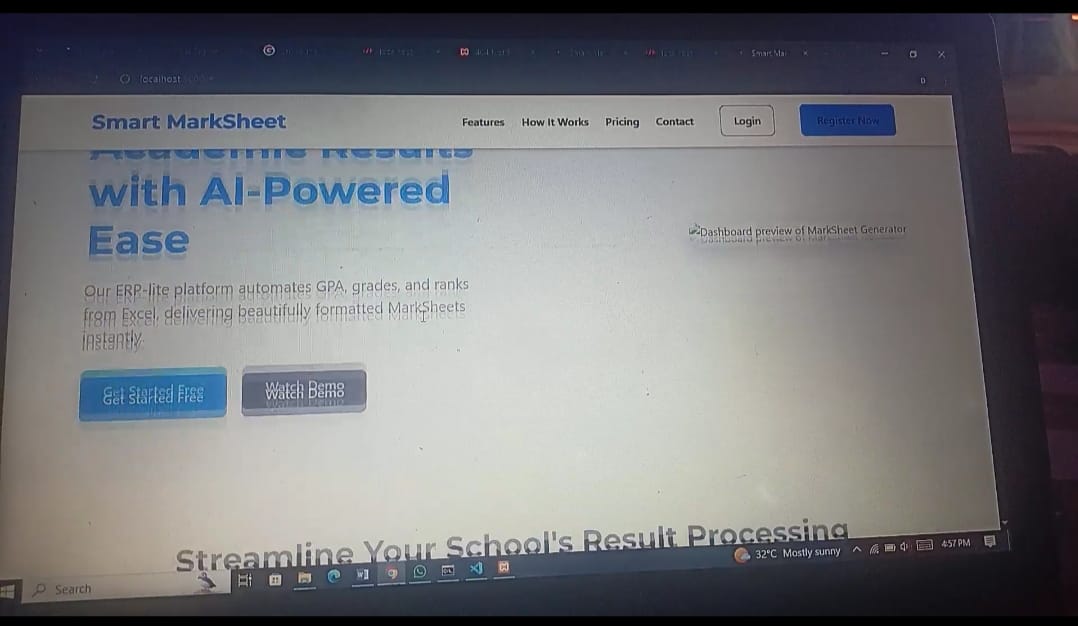 Smart Mar
localhost
Smart MarkSheet
Features How It Works Pricing Contact Login Register Now
Academic Results
with AI-Powered
Ease
Dashboard preview of MarkSheet Generator
Our ERP-lite platform automates GPA, grades, and ranks
from Excel, delivering beautifully formatted MarkSheets
instantly.
Get Started Free Watch Demo
Streamline Your School's Result Processing
Search
32°C Mostly sunny 4:57 PM